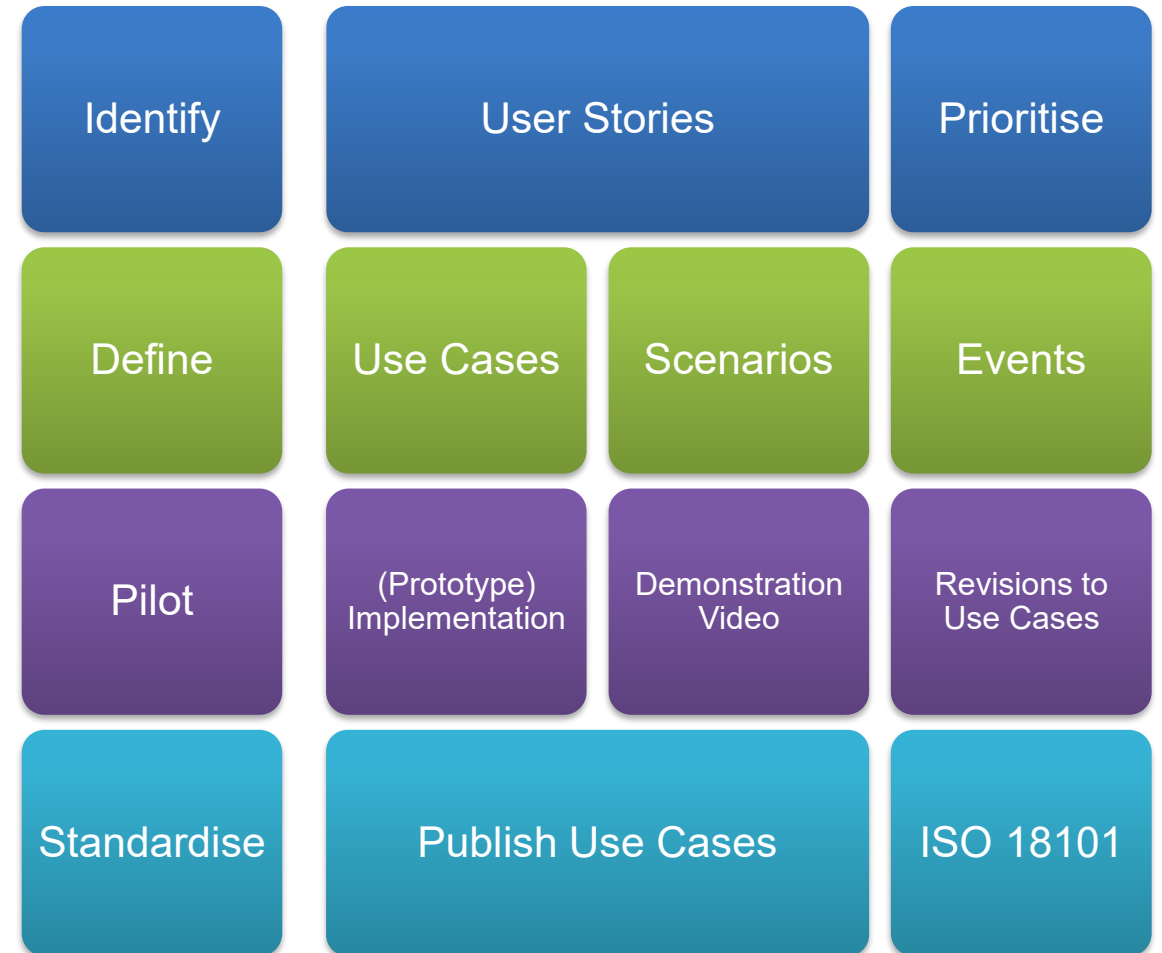 Identify
User Stories
Prioritise
Define
Use Cases
Scenarios
Events
Pilot
(Prototype)
Implementation
Demonstration
Video
Revisions to
Use Cases
Standardise
Publish Use Cases
ISO 18101